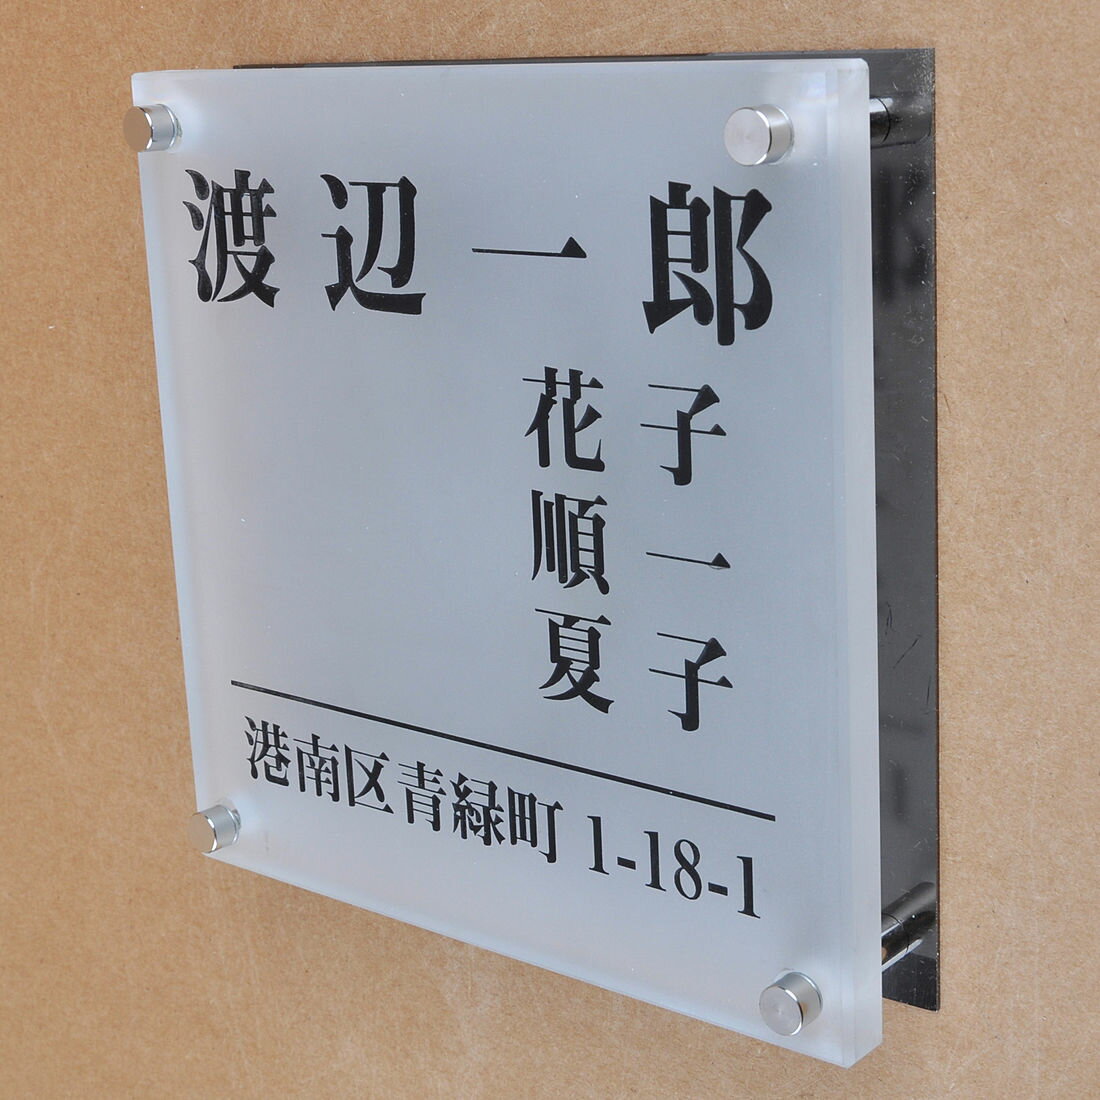 渡辺一郎
花子
順一
夏子
港南区青緑町 1-18-1